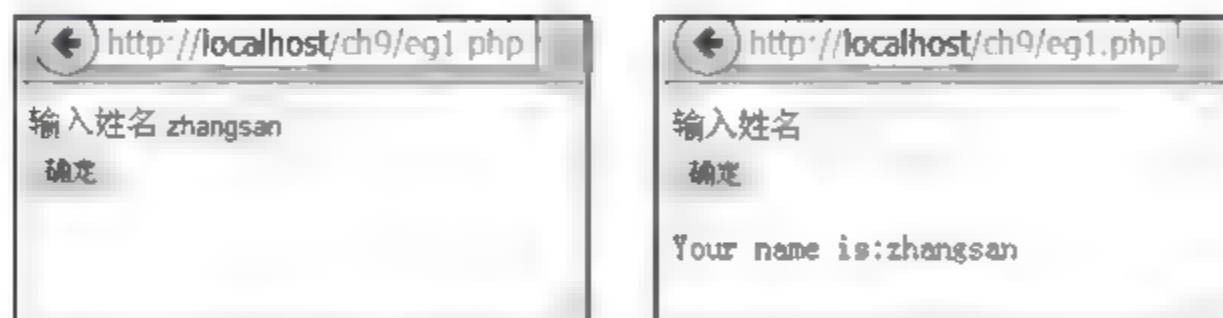 http://localhost/ch9/eg1 php
输入姓名 zhangsan
确定
http://localhost/ch9/eg1.php
输入姓名
确定
Your name is:zhangsan